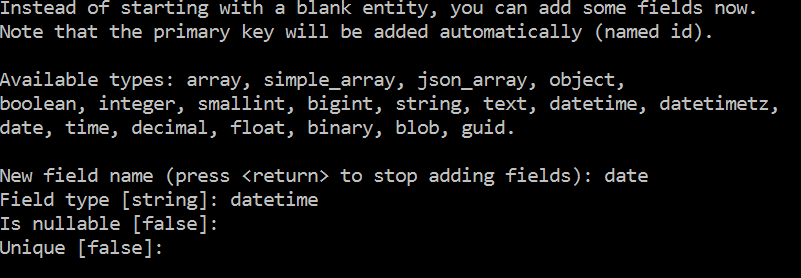 Instead of starting with a blank entity, you can add some fields now.
Note that the primary key will be added automatically (named id).
Available types: array, simple_array, json_array, object,
boolean, integer, smallint, bigint, string, text, datetime, datetimetz,
date, time, decimal, float, binary, blob, guid.
New field name (press <return> to stop adding fields): date
Field type [string]: datetime
Is nullable [false]:
Unique [false]: